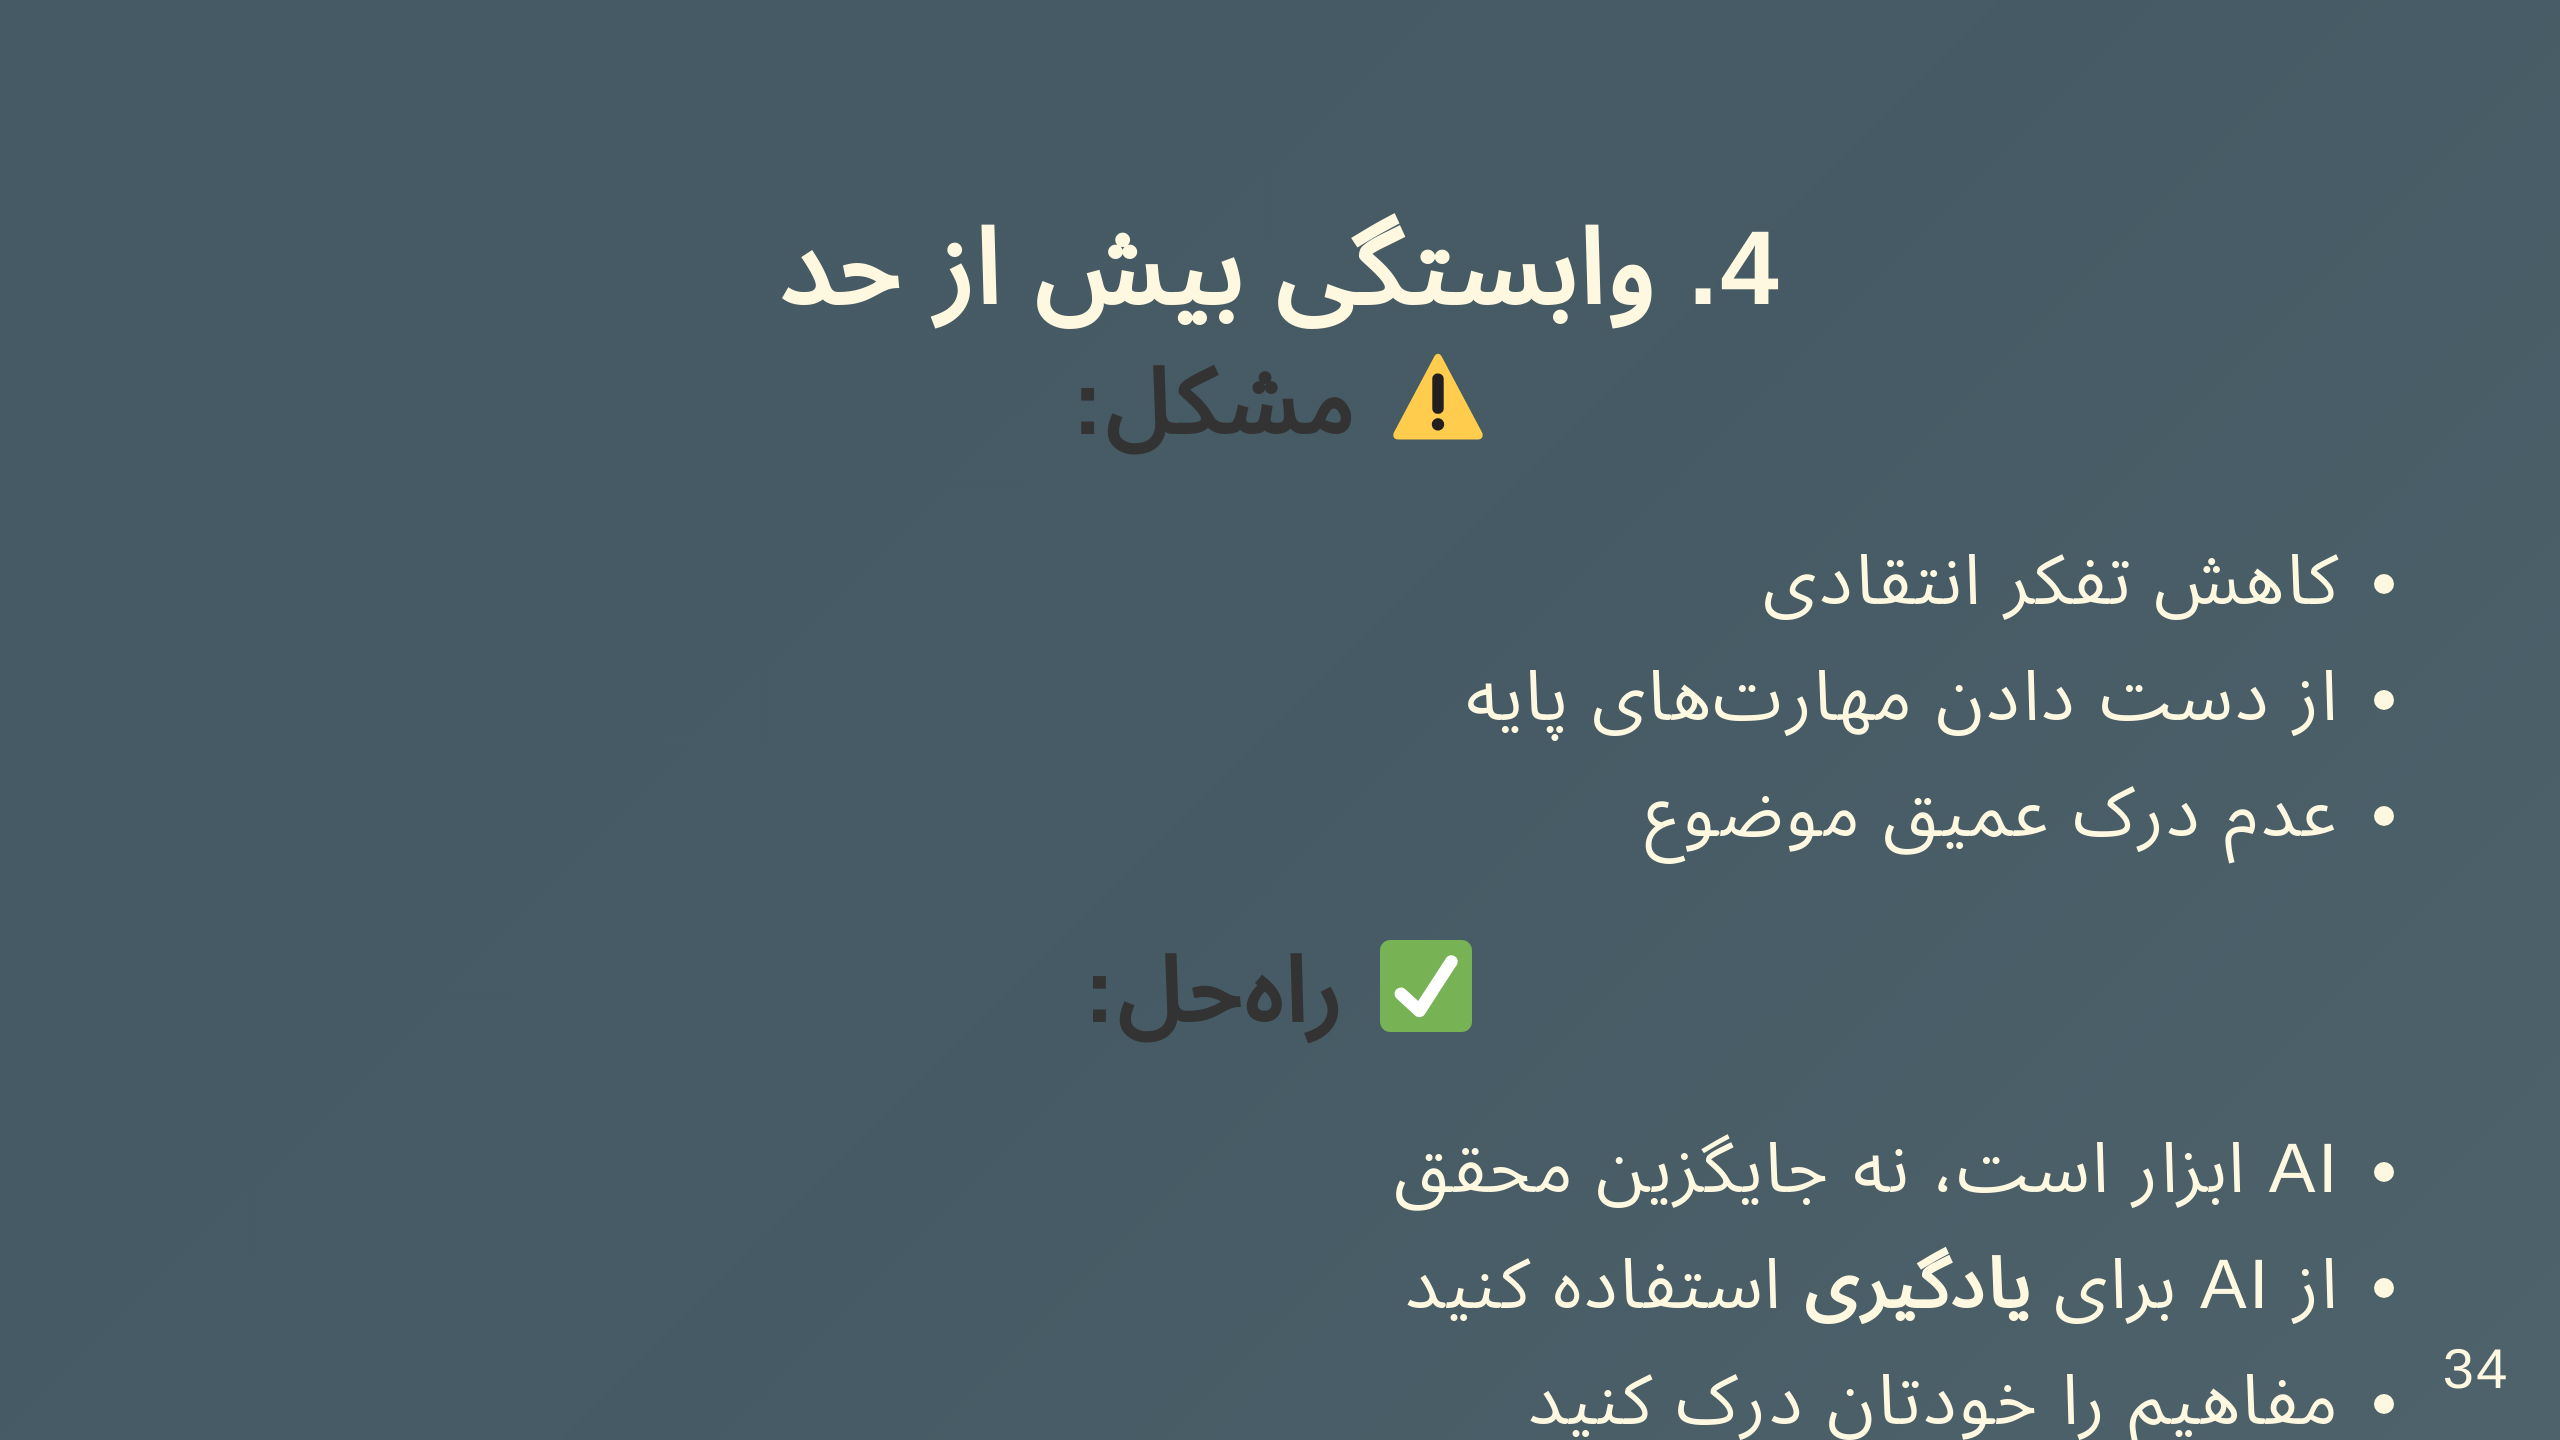 4. وابستگی بیش از حد
⚠️ مشکل:
• کاهش تفکر انتقادی
• از دست دادن مهارت‌های پایه
• عدم درک عمیق موضوع
✅ راه‌حل:
• AI ابزار است، نه جایگزین محقق
• از AI برای یادگیری استفاده کنید
• مفاهیم را خودتان درک کنید
34